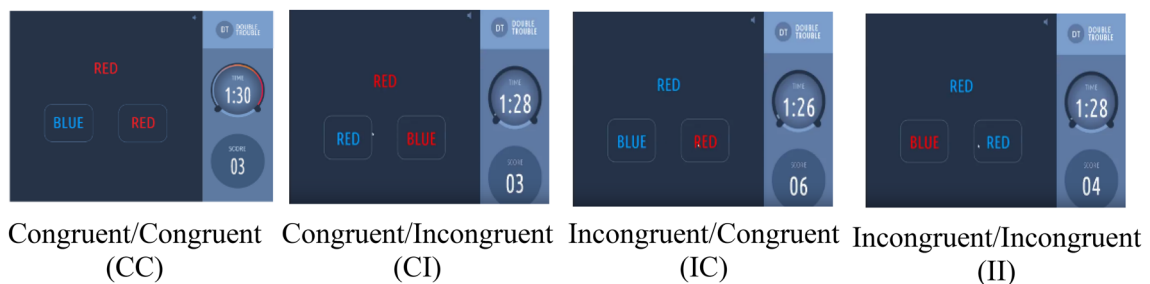 DT DOUBLE
TROUBLE
RED
TIME
1:30
BLUE RED
SCORE
03
DT DOUBLE
TROUBLE
RED
TIME
1:28
RED BLUE
SCORE
03
DT DOUBLE
TROUBLE
RED
TIME
1:26
BLUE RED
SCORE
06
DT DOUBLE
TROUBLE
RED
TIME
1:28
BLUE RED
SCORE
04
Congruent/Congruent
(CC)
Congruent/Incongruent
(CI)
Incongruent/Congruent
(IC)
Incongruent/Incongruent
(II)